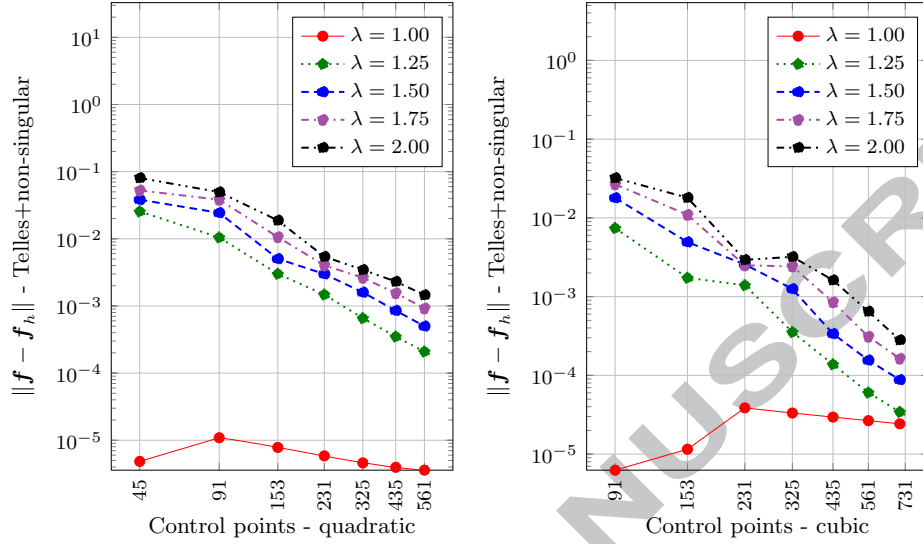 ‖f − f_h‖ - Telles+non-singular
10^1
10^0
10^−1
10^−2
10^−3
10^−4
10^−5
λ = 1.00
λ = 1.25
λ = 1.50
λ = 1.75
λ = 2.00
45
91
153
231
325
435
561
Control points - quadratic
‖f − f_h‖ - Telles+non-singular
10^0
10^−1
10^−2
10^−3
10^−4
10^−5
λ = 1.00
λ = 1.25
λ = 1.50
λ = 1.75
λ = 2.00
91
153
231
325
435
561
731
Control points - cubic
NUSCR